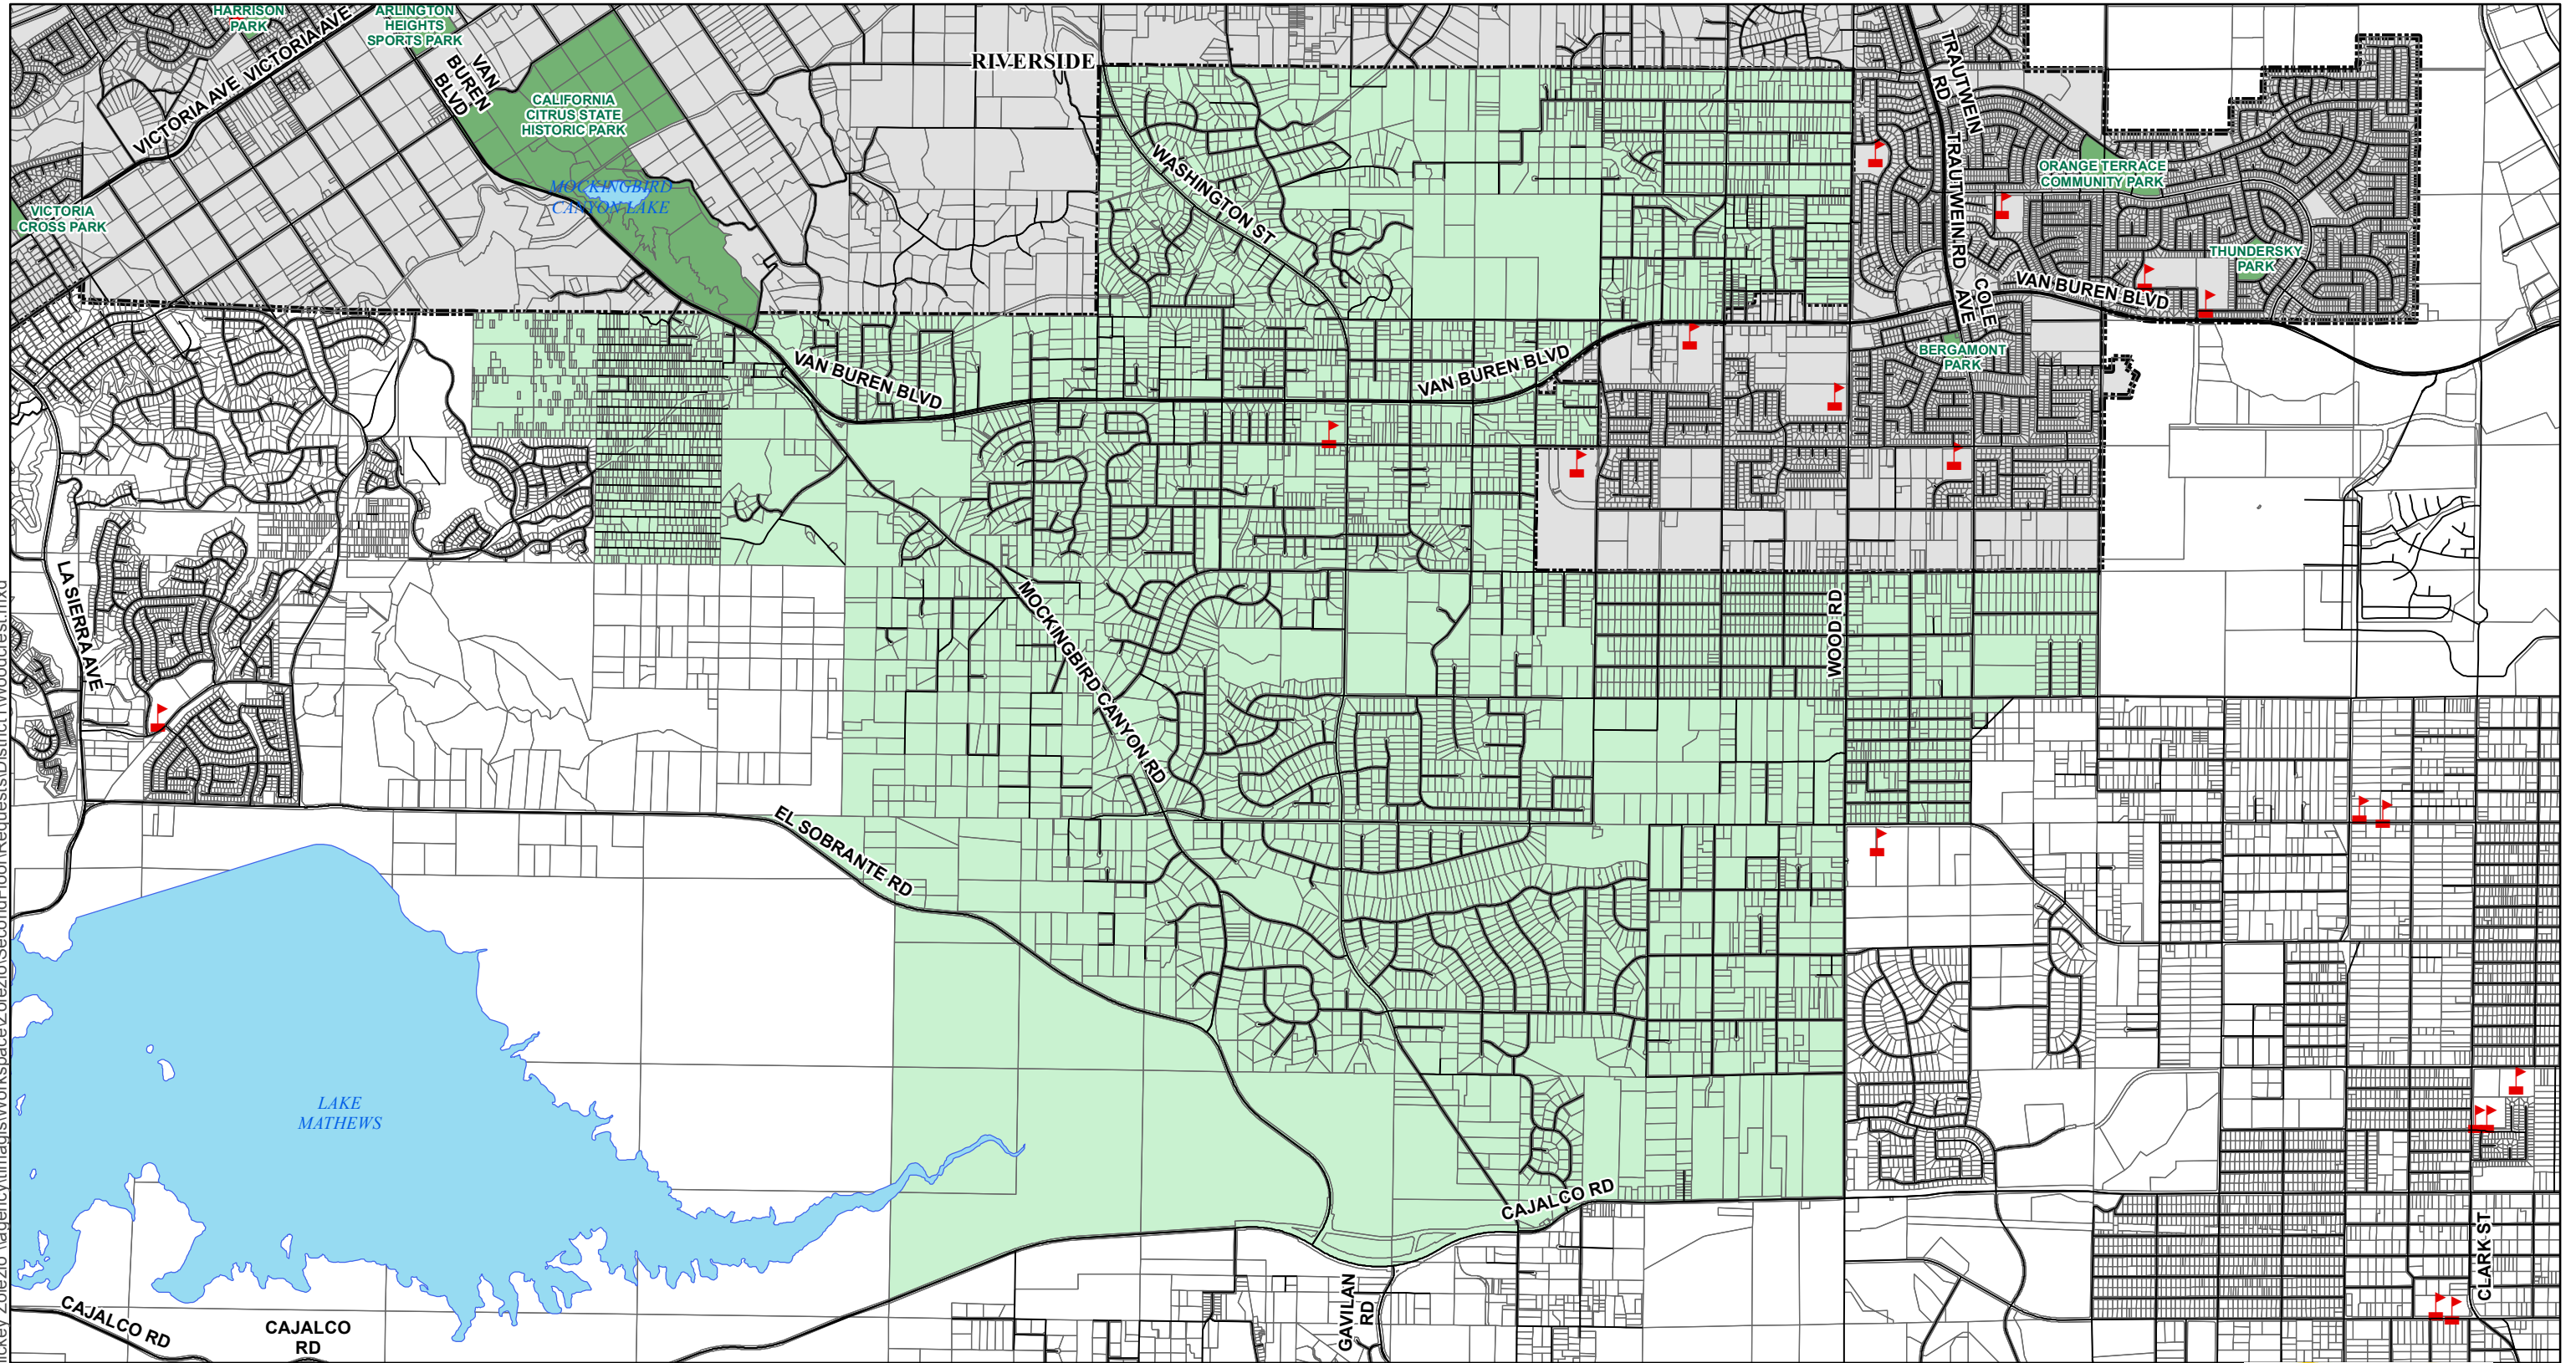 HARRISON
PARK
ARLINGTON
HEIGHTS
SPORTS PARK
VICTORIA AVE
VICTORIA AVE
VAN
BUREN
BLVD
RIVERSIDE
CALIFORNIA
CITRUS STATE
HISTORIC PARK
TRAUTWEIN
RD
TRAUTWEIN RD
WASHINGTON ST
ORANGE TERRACE
COMMUNITY PARK
MOCKINGBIRD
CANYON LAKE
VICTORIA
CROSS PARK
THUNDERSKY
PARK
VAN BUREN BLVD
COLE
AVE
BERGAMONT
PARK
VAN BUREN BLVD
VAN BUREN BLVD
LA SIERRA AVE
MOCKINGBIRD CANYON RD
WOOD RD
EL SOBRANTE RD
LAKE
MATHEWS
CAJALCO RD
CLARK ST
GAVILAN
RD
CAJALCO RD
CAJALCO
RD